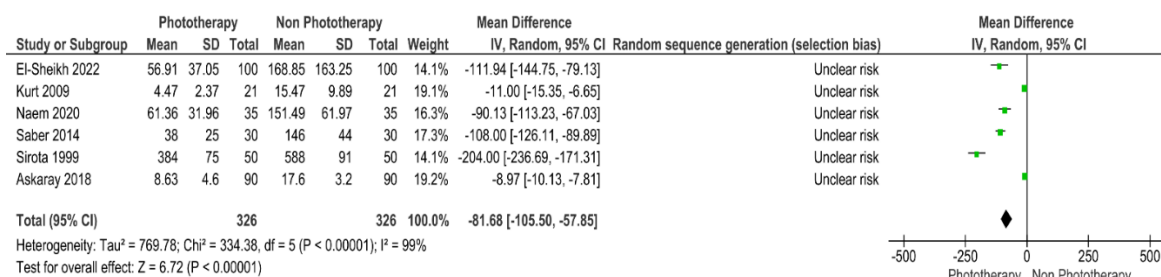 Phototherapy Non Phototherapy Mean Difference Mean Difference
Study or Subgroup Mean SD Total Mean SD Total Weight IV, Random, 95% CI Random sequence generation (selection bias) IV, Random, 95% CI
El-Sheikh 2022 56.91 37.05 100 168.85 163.25 100 14.1% -111.94 [-144.75, -79.13] Unclear risk
Kurt 2009 4.47 2.37 21 15.47 9.89 21 19.1% -11.00 [-15.35, -6.65] Unclear risk
Naem 2020 61.36 31.96 35 151.49 61.97 35 16.3% -90.13 [-113.23, -67.03] Unclear risk
Saber 2014 38 25 30 146 44 30 17.3% -108.00 [-126.11, -89.89] Unclear risk
Sirota 1999 384 75 50 588 91 50 14.1% -204.00 [-236.69, -171.31] Unclear risk
Askaray 2018 8.63 4.6 90 17.6 3.2 90 19.2% -8.97 [-10.13, -7.81] Unclear risk
Total (95% CI) 326 326 100.0% -81.68 [-105.50, -57.85]
Heterogeneity: Tau² = 769.78; Chi² = 334.38, df = 5 (P < 0.00001); I² = 99%
-500 -250 0 250 500
Test for overall effect: Z = 6.72 (P < 0.00001)
Phototherapy Non Phototherapy